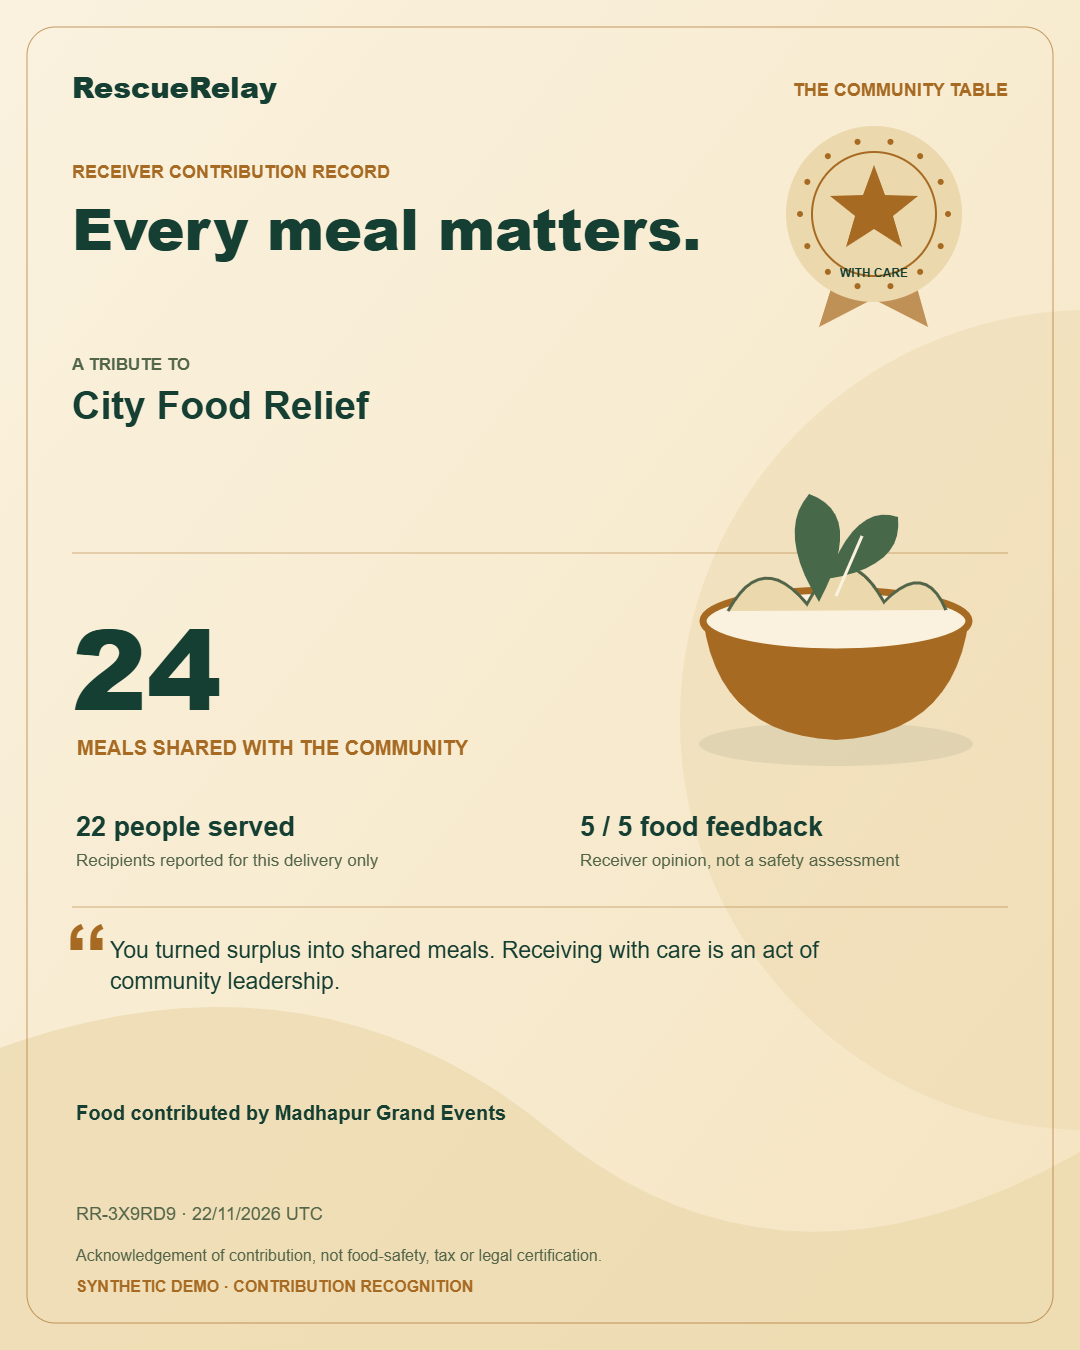 RescueRelay
THE COMMUNITY TABLE
RECEIVER CONTRIBUTION RECORD
Every meal matters.
WITH CARE
A TRIBUTE TO
City Food Relief
24
MEALS SHARED WITH THE COMMUNITY
22 people served
Recipients reported for this delivery only
5 / 5 food feedback
Receiver opinion, not a safety assessment
“You turned surplus into shared meals. Receiving with care is an act of
community leadership.
Food contributed by Madhapur Grand Events
RR-3X9RD9 · 22/11/2026 UTC
Acknowledgement of contribution, not food-safety, tax or legal certification.
SYNTHETIC DEMO · CONTRIBUTION RECOGNITION